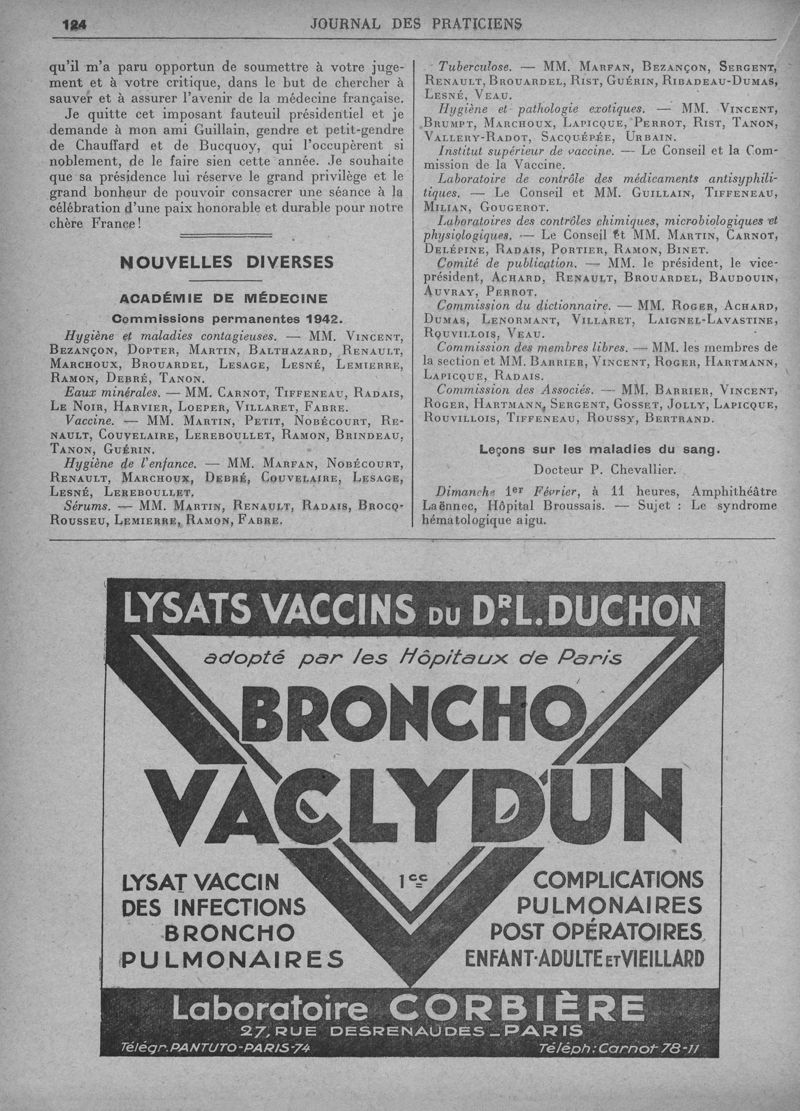 124
JOURNAL DES PRATICIENS
qu'il m'a paru opportun de soumettre à votre juge-
ment et à votre critique, dans le but de chercher à
sauver et à assurer l'avenir de la médecine française.
Je quitte cet imposant fauteuil présidentiel et je
demande à mon ami Guillain, gendre et petit-gendre
de Chauffard et de Bucquoy, qui l'occupèrent si
noblement, de le faire sien cette année. Je souhaite
que sa présidence lui réserve le grand privilège et le
grand bonheur de pouvoir consacrer une séance à la
célébration d'une paix honorable et durable pour notre
chère France !
NOUVELLES DIVERSES
ACADÉMIE DE MÉDECINE
Commissions permanentes 1942.
Hygiène et maladies contagieuses. — MM. VINCENT,
BEZANÇON, DOPTER, MARTIN, BALTHAZARD, RENAULT,
MARCHOUX, BROUARDEL, LESAGE, LESNÉ, LEMIERRE,
RAMON, DEBRÉ, TANON.
Eaux minérales. — MM. CARNOT, TIFFENEAU, RADAIS,
LE NOIR, HARVIER, LOEPER, VILLARET, FABRE.
Vaccine. — MM. MARTIN, PETIT, NOBÉCOURT, RE-
NAULT, COUVELAIRE, LEREBOULLET, RAMON, BRINDEAU,
TANON, GUÉRIN.
Hygiène de l'enfance. — MM. MARFAN, NOBÉCOURT,
RENAULT, MARCHOUX, DEBRÉ, COUVELAIRE, LESAGE,
LESNÉ, LEREBOULLET.
Sérums. — MM. MARTIN, RENAULT, RADAIS, BROCQ-
ROUSSEU, LEMIERRE, RAMON, FABRE.
Tuberculose. — MM. MARFAN, BEZANÇON, SERGENT,
RENAULT, BROUARDEL, RIST, GUÉRIN, RIBADEAU-DUMAS,
LESNÉ, VEAU.
Hygiène et pathologie exotiques. — MM. VINCENT,
BRUMPT, MARCHOUX, LAPICQUE, PERROT, RIST, TANON,
VALLERY-RADOT, SACQUÉPÉE, URBAIN.
Institut supérieur de vaccine. — Le Conseil et la Com-
mission de la Vaccine.
Laboratoire de contrôle des médicaments antisyphili-
tiques. — Le Conseil et MM. GUILLAIN, TIFFENEAU,
MILIAN, GOUGEROT.
Laboratoires des contrôles chimiques, microbiologiques et
physiologiques. — Le Conseil et MM. MARTIN, CARNOT,
DELÉPINE, RADAIS, PORTIER, RAMON, BINET.
Comité de publication. — MM. le président, le vice-
président, ACHARD, RENAULT, BROUARDEL, BAUDOUIN,
AUVRAY, PERROT.
Commission du dictionnaire. — MM. ROGER, ACHARD,
DUMAS, LENORMANT, VILLARET, LAIGNEL-LAVASTINE,
ROUVILLOIS, VEAU.
Commission des membres libres. — MM. les membres de
la section et MM. BARRIER, VINCENT, ROGER, HARTMANN,
LAPICQUE, RADAIS.
Commission des Associés. — MM. BARRIER, VINCENT,
ROGER, HARTMANN, SERGENT, GOSSET, JOLLY, LAPICQUE,
ROUVILLOIS, TIFFENEAU, ROUSSY, BERTRAND.
Leçons sur les maladies du sang.
Docteur P. Chevallier.
Dimanche 1er Février, à 11 heures, Amphithéâtre
Laënnec, Hôpital Broussais. — Sujet : Le syndrome
hématologique aigu.
LYSATS VACCINS DU DR. L. DUCHON
adopté par les Hôpitaux de Paris
BRONCHO
VACLYDUN
1cc
LYSAT VACCIN
DES INFECTIONS
BRONCHO
PULMONAIRES
COMPLICATIONS
PULMONAIRES
POST OPÉRATOIRES
ENFANT-ADULTE ET VIEILLARD
Laboratoire CORBIÈRE
27, RUE DESRENAUDES - PARIS
Télégr. PANTUTO-PARIS-74
Téléph: Carnot 78-11